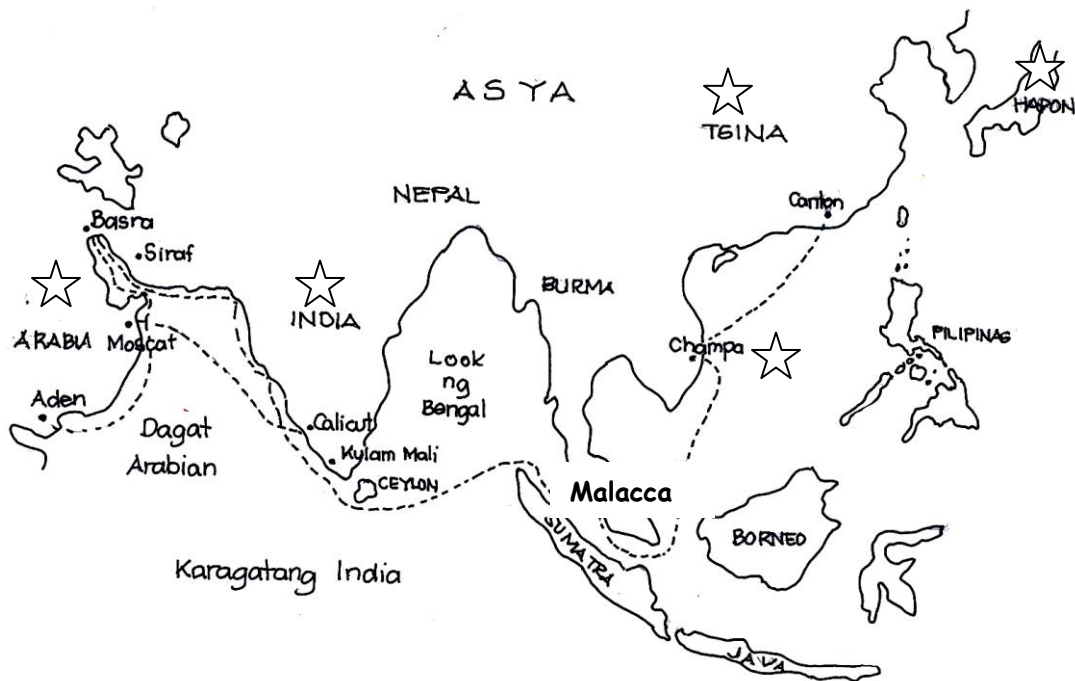 ASYA
TSINA
HAPON
NEPAL
Canton
Basra
Siraf
BURMA
INDIA
ARABIA
Moscat
Champa
PILIPINAS
Look
ng
Bengal
Aden
Dagat
Arabian
Calicut
Kulam Mali
CEYLON
Malacca
BORNEO
SUMATRA
Karagatang India
JAVA